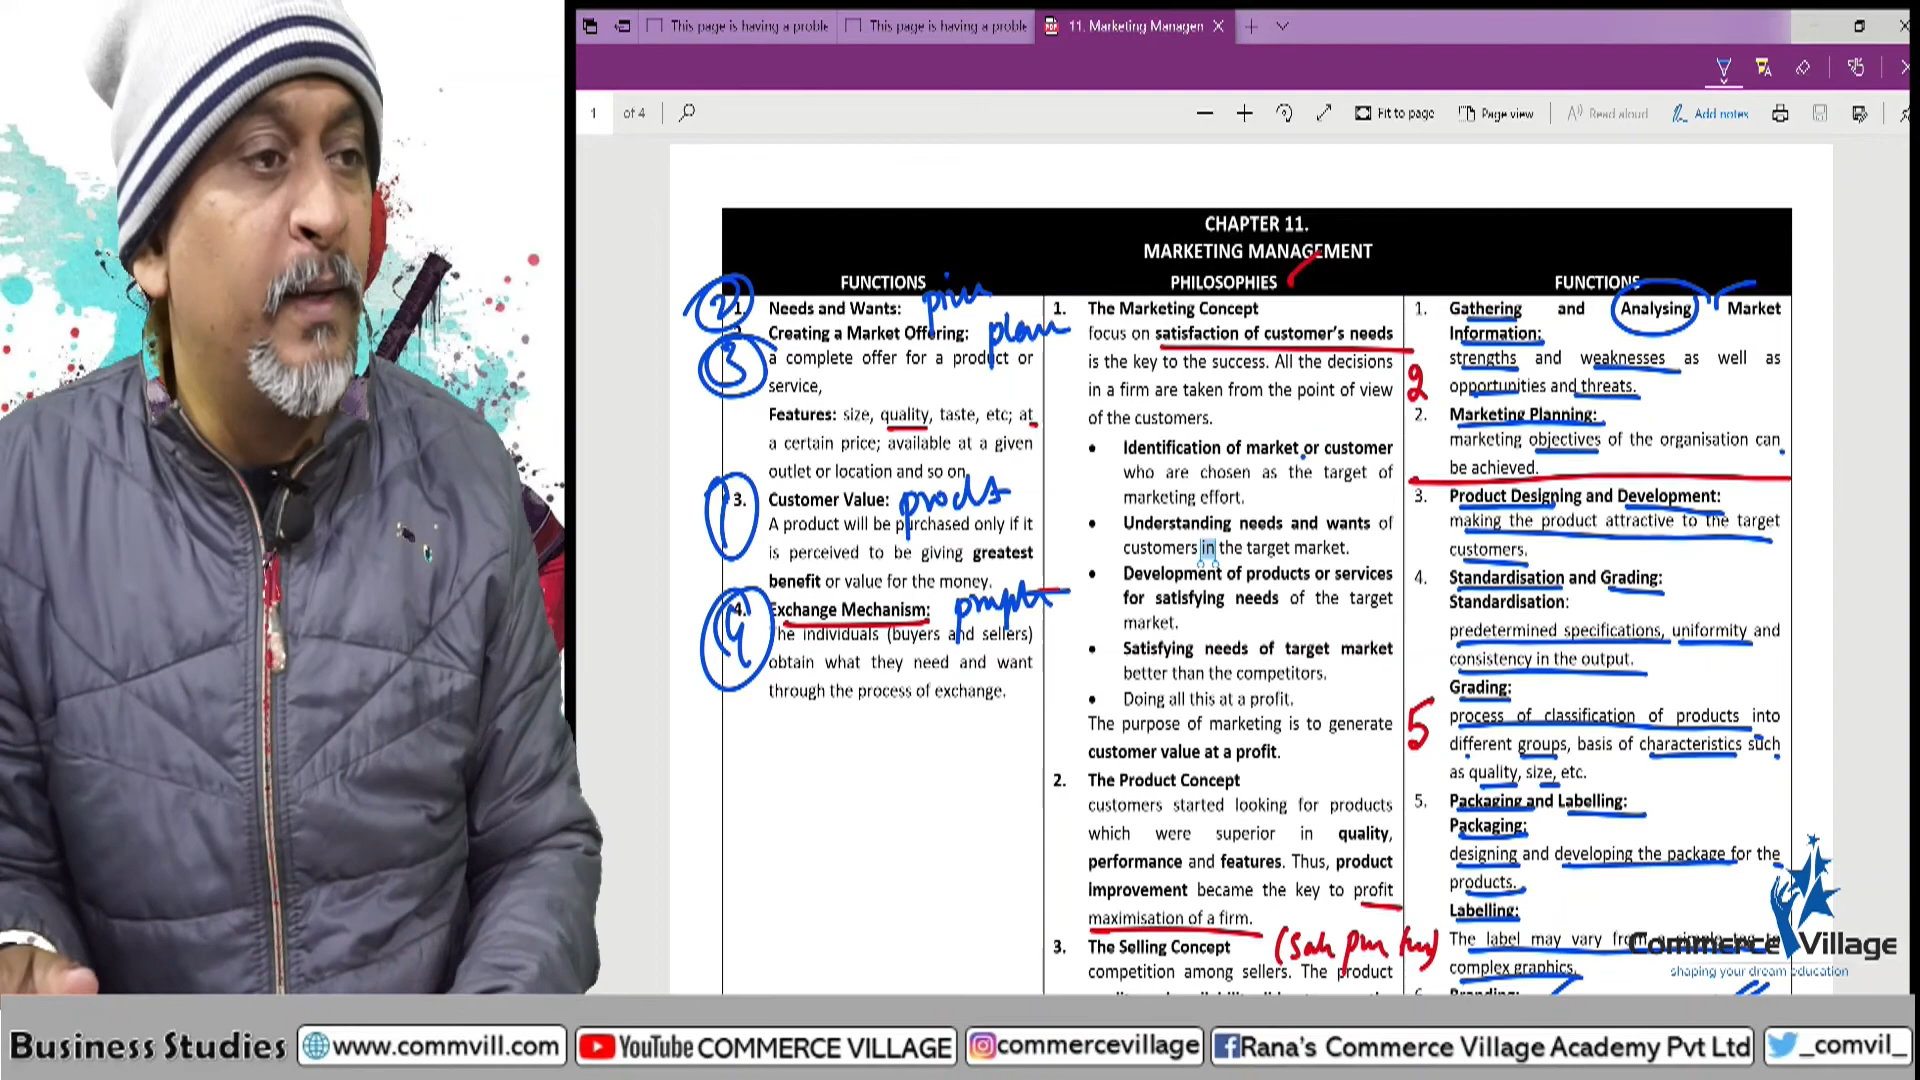 This page is having a proble
This page is having a proble
11. Marketing Managen
1 of 4
Fit to page
Page view
Read aloud
Add notes
CHAPTER 11.
MARKETING MANAGEMENT
FUNCTIONS
1. Needs and Wants:
Creating a Market Offering:
a complete offer for a product or
service,
Features: size, quality, taste, etc; at
a certain price; available at a given
outlet or location and so on
3. Customer Value:
A product will be purchased only if it
is perceived to be giving greatest
benefit or value for the money.
4. Exchange Mechanism:
The individuals (buyers and sellers)
obtain what they need and want
through the process of exchange.
2
3
1
4
plan
PHILOSOPHIES
1. The Marketing Concept
focus on satisfaction of customer's needs
is the key to the success. All the decisions
in a firm are taken from the point of view
of the customers.
• Identification of market or customer
who are chosen as the target of
marketing effort.
• Understanding needs and wants of
customers in the target market.
• Development of products or services
for satisfying needs of the target
market.
• Satisfying needs of target market
better than the competitors.
• Doing all this at a profit.
The purpose of marketing is to generate
customer value at a profit.
2. The Product Concept
customers started looking for products
which were superior in quality,
performance and features. Thus, product
improvement became the key to profit
maximisation of a firm.
3. The Selling Concept
competition among sellers. The product
FUNCTIONS
1. Gathering and Analysing Market
Information:
strengths and weaknesses as well as
opportunities and threats.
2
2. Marketing Planning:
marketing objectives of the organisation can
be achieved.
3. Product Designing and Development:
making the product attractive to the target
customers.
4. Standardisation and Grading:
Standardisation:
predetermined specifications, uniformity and
consistency in the output.
Grading:
5
process of classification of products into
different groups, basis of characteristics such
as quality, size, etc.
5. Packaging and Labelling:
Packaging:
designing and developing the package for the
products.
Labelling:
The label may vary from a simple tag to
complex graphics.
6. Branding:
Commerce Village
shaping your dream education
Business Studies
www.commvill.com
YouTube COMMERCE VILLAGE
commercevillage
Rana's Commerce Village Academy Pvt Ltd
_comvil_